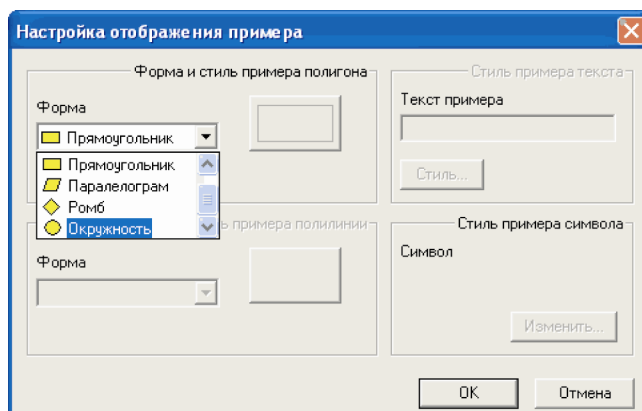 Настройка отображения примера
Форма и стиль примера полигона
Форма
Прямоугольник
Прямоугольник
Паралелограм
Ромб
Окружность
ь примера полилинии
Форма
Стиль примера текста
Текст примера
Стиль...
Стиль примера символа
Символ
Изменить...
OK
Отмена